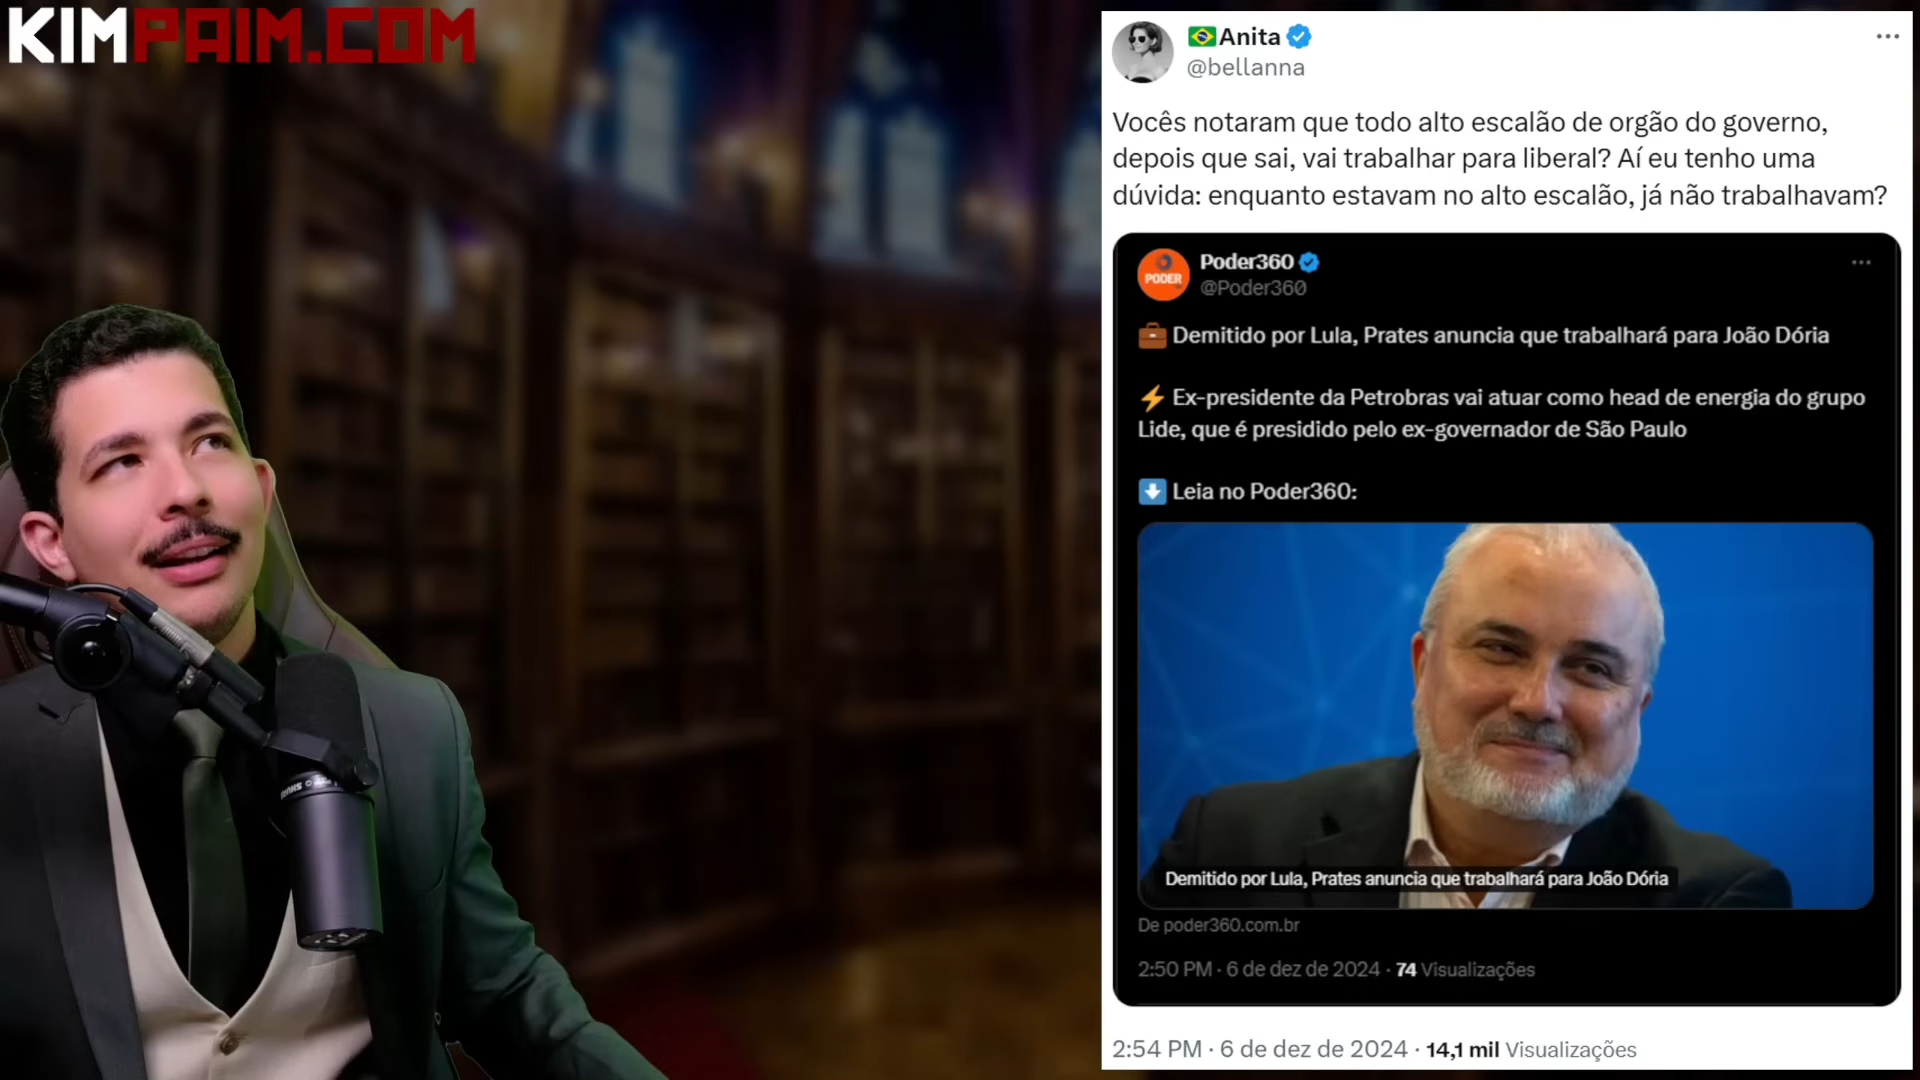 KIMPAIM.COM
Anita
@bellanna
Vocês notaram que todo alto escalão de orgão do governo,
depois que sai, vai trabalhar para liberal? Aí eu tenho uma
dúvida: enquanto estavam no alto escalão, já não trabalhavam?
PODER
Poder360
@Poder360
Demitido por Lula, Prates anuncia que trabalhará para João Dória
Ex-presidente da Petrobras vai atuar como head de energia do grupo
Lide, que é presidido pelo ex-governador de São Paulo
Leia no Poder360:
Demitido por Lula, Prates anuncia que trabalhará para João Dória
De poder360.com.br
2:50 PM · 6 de dez de 2024 · 74 Visualizações
2:54 PM · 6 de dez de 2024 · 14,1 mil Visualizações